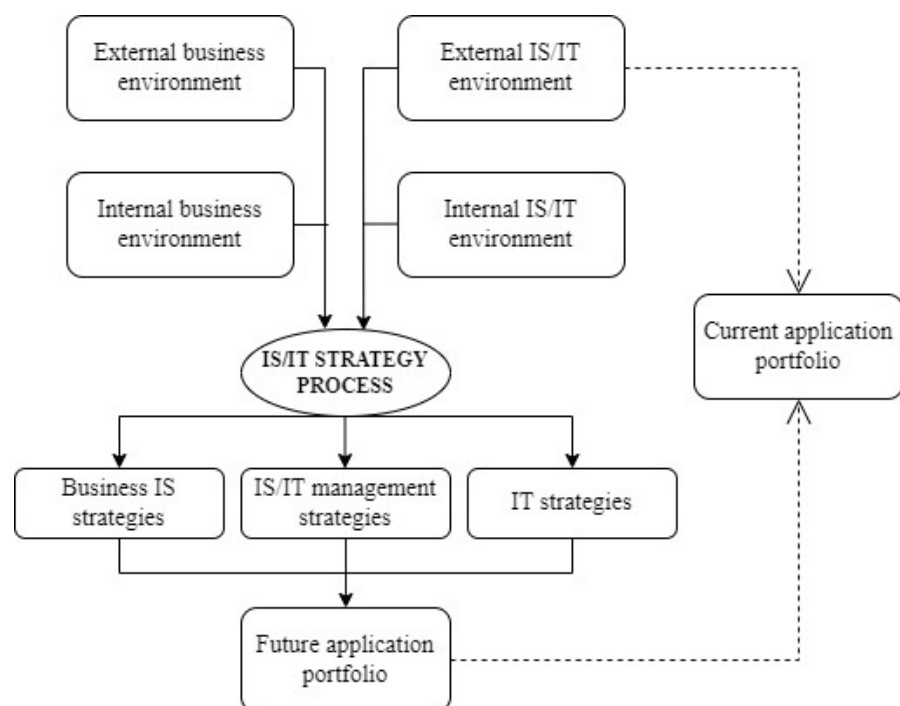 External business
environment
External IS/IT
environment
Internal business
environment
Internal IS/IT
environment
Current application
portfolio
IS/IT STRATEGY
PROCESS
Business IS
strategies
IS/IT management
strategies
IT strategies
Future application
portfolio